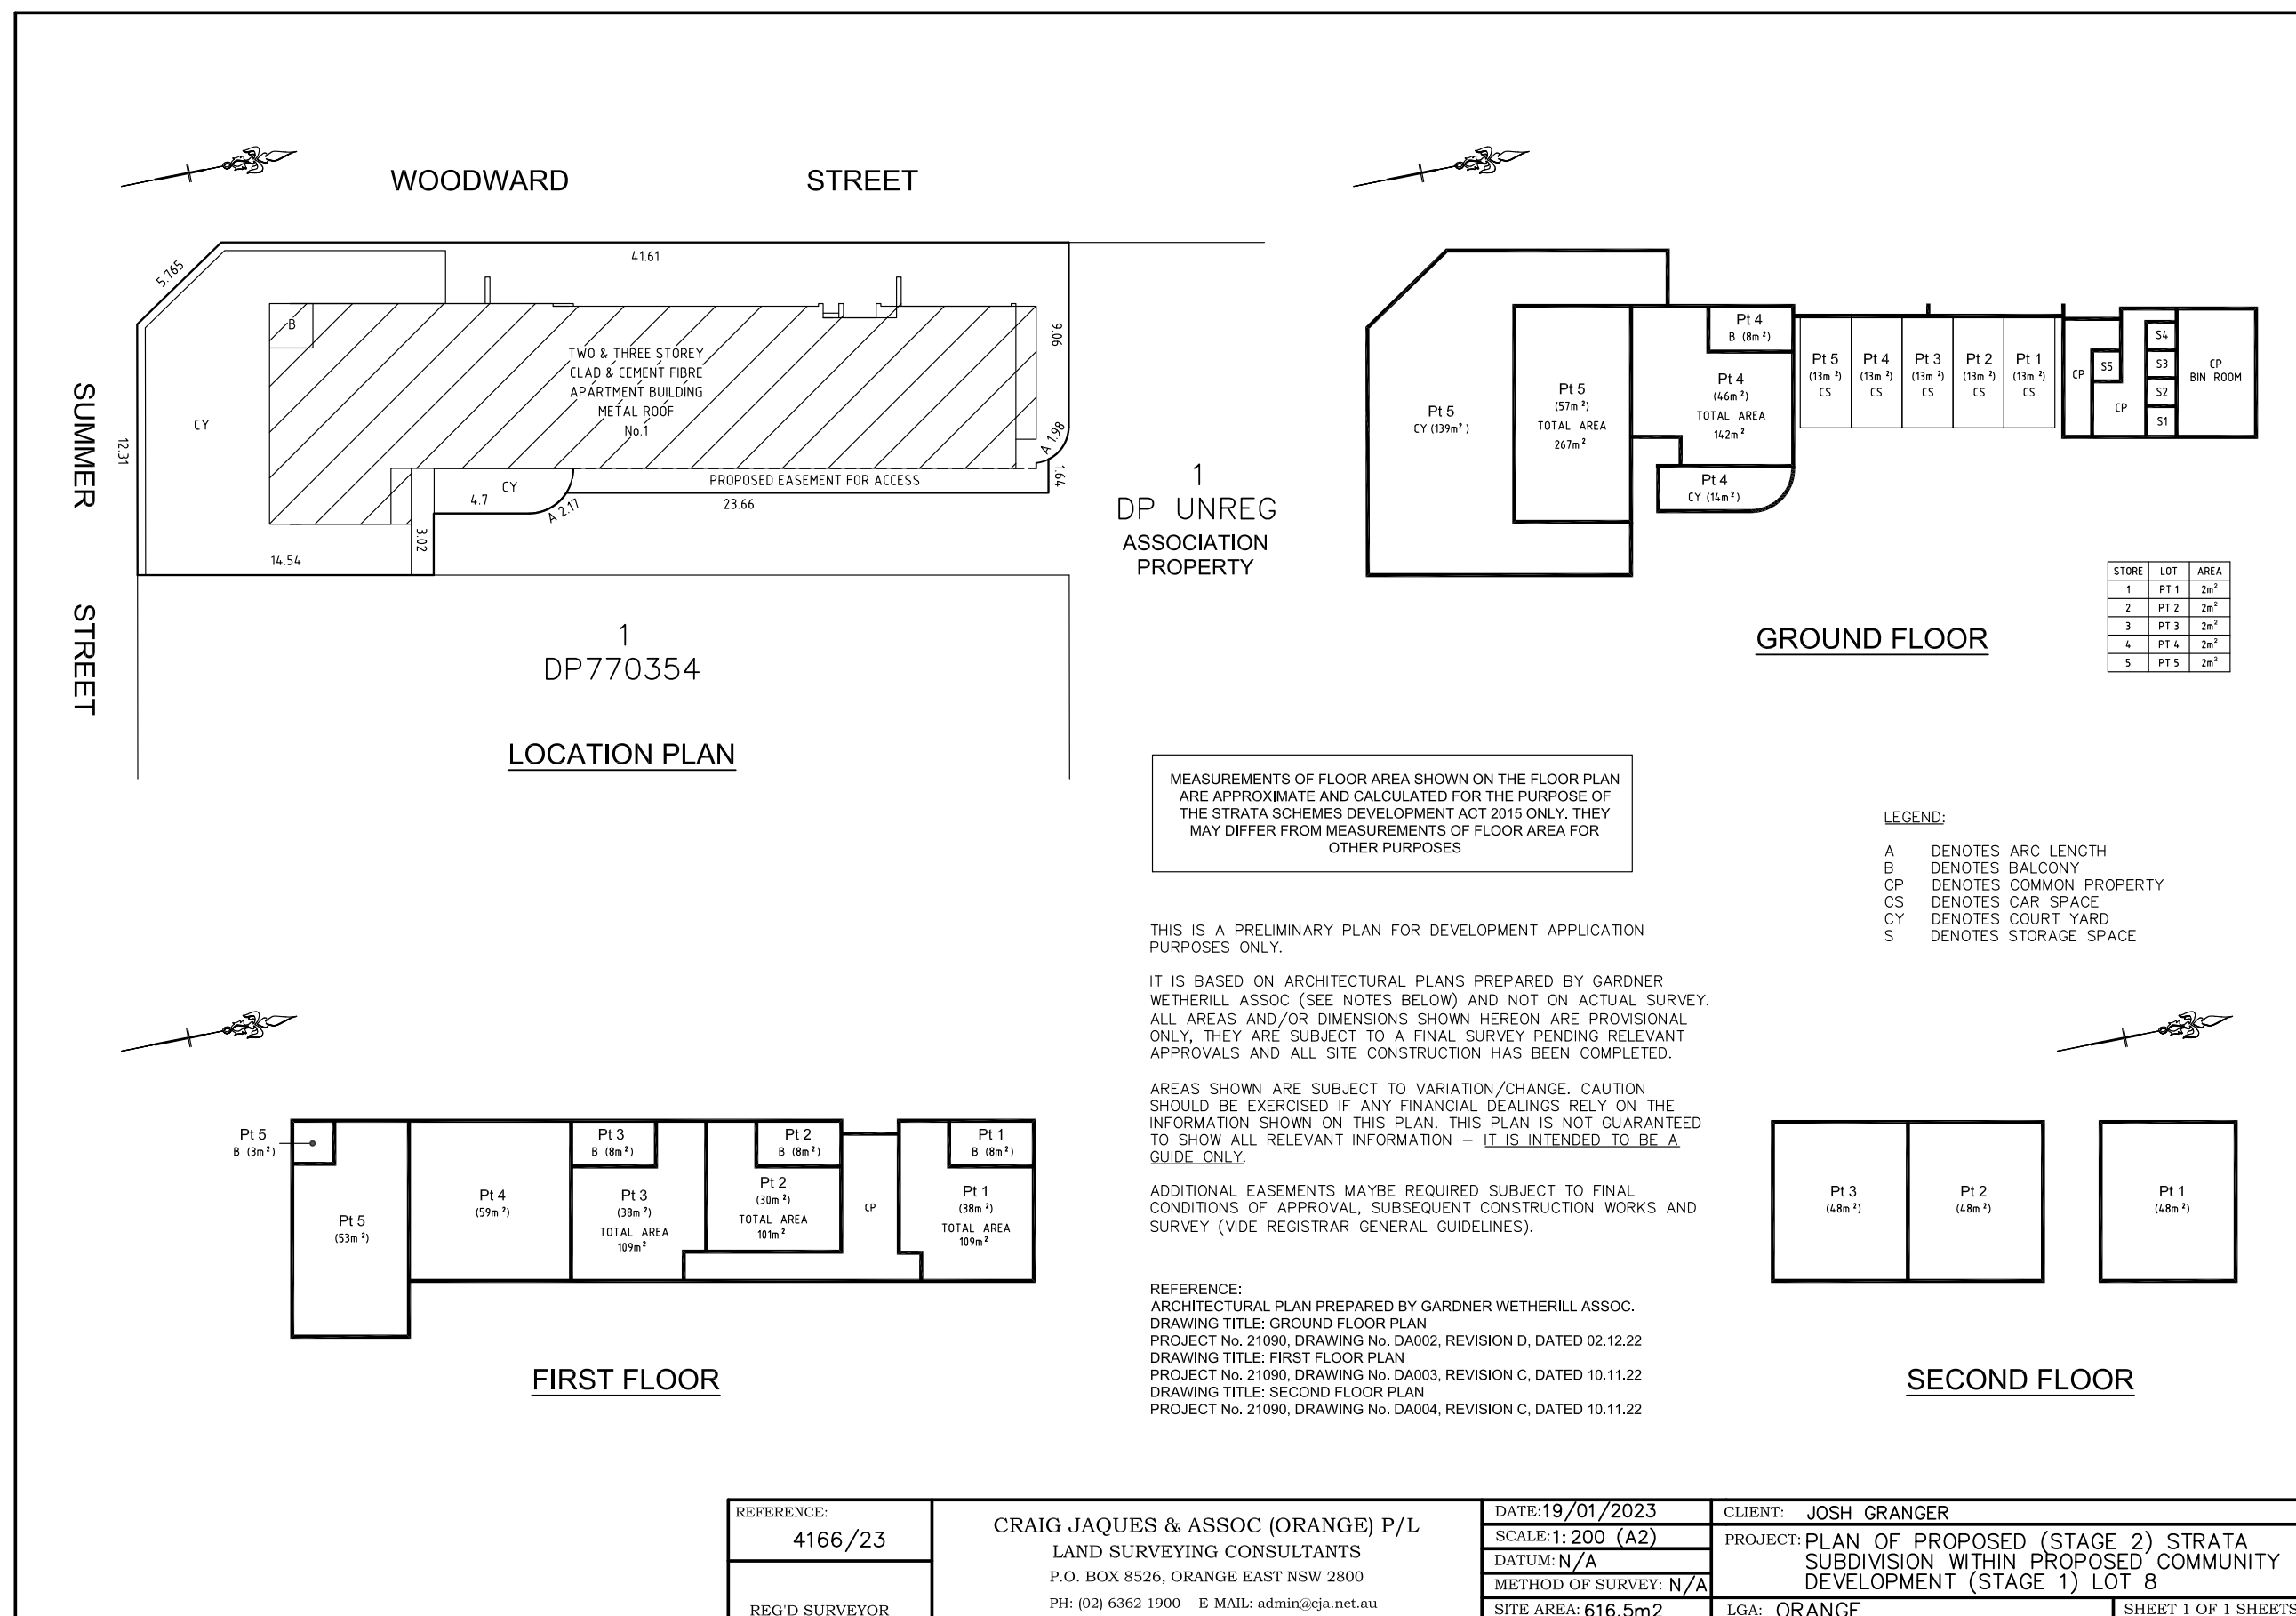 WOODWARD STREET
SUMMER STREET
41.61
5.765
12.31
9.06
A 1.98
1.64
B
CY
TWO & THREE STOREY
CLAD & CEMENT FIBRE
APARTMENT BUILDING
METAL ROOF
No.1
PROPOSED EASEMENT FOR ACCESS
CY
4.7
A 2.17
23.66
3.02
14.54
1
DP UNREG
ASSOCIATION
PROPERTY
1
DP770354
LOCATION PLAN
Pt 5
CY (139m²)
Pt 5
(57m²)
TOTAL AREA
267m²
Pt 4
B (8m²)
Pt 4
(46m²)
TOTAL AREA
142m²
Pt 4
CY (14m²)
Pt 5
(13m²)
CS
Pt 4
(13m²)
CS
Pt 3
(13m²)
CS
Pt 2
(13m²)
CS
Pt 1
(13m²)
CS
CP
S5
CP
S4
S3
S2
S1
CP
BIN ROOM
GROUND FLOOR
STORE LOT AREA
1 PT 1 2m²
2 PT 2 2m²
3 PT 3 2m²
4 PT 4 2m²
5 PT 5 2m²
MEASUREMENTS OF FLOOR AREA SHOWN ON THE FLOOR PLAN
ARE APPROXIMATE AND CALCULATED FOR THE PURPOSE OF
THE STRATA SCHEMES DEVELOPMENT ACT 2015 ONLY. THEY
MAY DIFFER FROM MEASUREMENTS OF FLOOR AREA FOR
OTHER PURPOSES
LEGEND:
A DENOTES ARC LENGTH
B DENOTES BALCONY
CP DENOTES COMMON PROPERTY
CS DENOTES CAR SPACE
CY DENOTES COURT YARD
S DENOTES STORAGE SPACE
THIS IS A PRELIMINARY PLAN FOR DEVELOPMENT APPLICATION
PURPOSES ONLY.
IT IS BASED ON ARCHITECTURAL PLANS PREPARED BY GARDNER
WETHERILL ASSOC (SEE NOTES BELOW) AND NOT ON ACTUAL SURVEY.
ALL AREAS AND/OR DIMENSIONS SHOWN HEREON ARE PROVISIONAL
ONLY, THEY ARE SUBJECT TO A FINAL SURVEY PENDING RELEVANT
APPROVALS AND ALL SITE CONSTRUCTION HAS BEEN COMPLETED.
AREAS SHOWN ARE SUBJECT TO VARIATION/CHANGE. CAUTION
SHOULD BE EXERCISED IF ANY FINANCIAL DEALINGS RELY ON THE
INFORMATION SHOWN ON THIS PLAN. THIS PLAN IS NOT GUARANTEED
TO SHOW ALL RELEVANT INFORMATION – IT IS INTENDED TO BE A
GUIDE ONLY.
ADDITIONAL EASEMENTS MAYBE REQUIRED SUBJECT TO FINAL
CONDITIONS OF APPROVAL, SUBSEQUENT CONSTRUCTION WORKS AND
SURVEY (VIDE REGISTRAR GENERAL GUIDELINES).
REFERENCE:
ARCHITECTURAL PLAN PREPARED BY GARDNER WETHERILL ASSOC.
DRAWING TITLE: GROUND FLOOR PLAN
PROJECT No. 21090, DRAWING No. DA002, REVISION D, DATED 02.12.22
DRAWING TITLE: FIRST FLOOR PLAN
PROJECT No. 21090, DRAWING No. DA003, REVISION C, DATED 10.11.22
DRAWING TITLE: SECOND FLOOR PLAN
PROJECT No. 21090, DRAWING No. DA004, REVISION C, DATED 10.11.22
Pt 5
B (3m²)
Pt 5
(53m²)
Pt 4
(59m²)
Pt 3
B (8m²)
Pt 3
(38m²)
TOTAL AREA
109m²
Pt 2
B (8m²)
Pt 2
(30m²)
TOTAL AREA
101m²
CP
Pt 1
B (8m²)
Pt 1
(38m²)
TOTAL AREA
109m²
FIRST FLOOR
Pt 3
(48m²)
Pt 2
(48m²)
Pt 1
(48m²)
SECOND FLOOR
REFERENCE:
4166/23
REG'D SURVEYOR
CRAIG JAQUES & ASSOC (ORANGE) P/L
LAND SURVEYING CONSULTANTS
P.O. BOX 8526, ORANGE EAST NSW 2800
PH: (02) 6362 1900 E-MAIL: admin@cja.net.au
DATE:19/01/2023
SCALE:1:200 (A2)
DATUM: N/A
METHOD OF SURVEY: N/A
SITE AREA: 616.5m2
CLIENT: JOSH GRANGER
PROJECT: PLAN OF PROPOSED (STAGE 2) STRATA
SUBDIVISION WITHIN PROPOSED COMMUNITY
DEVELOPMENT (STAGE 1) LOT 8
LGA: ORANGE
SHEET 1 OF 1 SHEETS